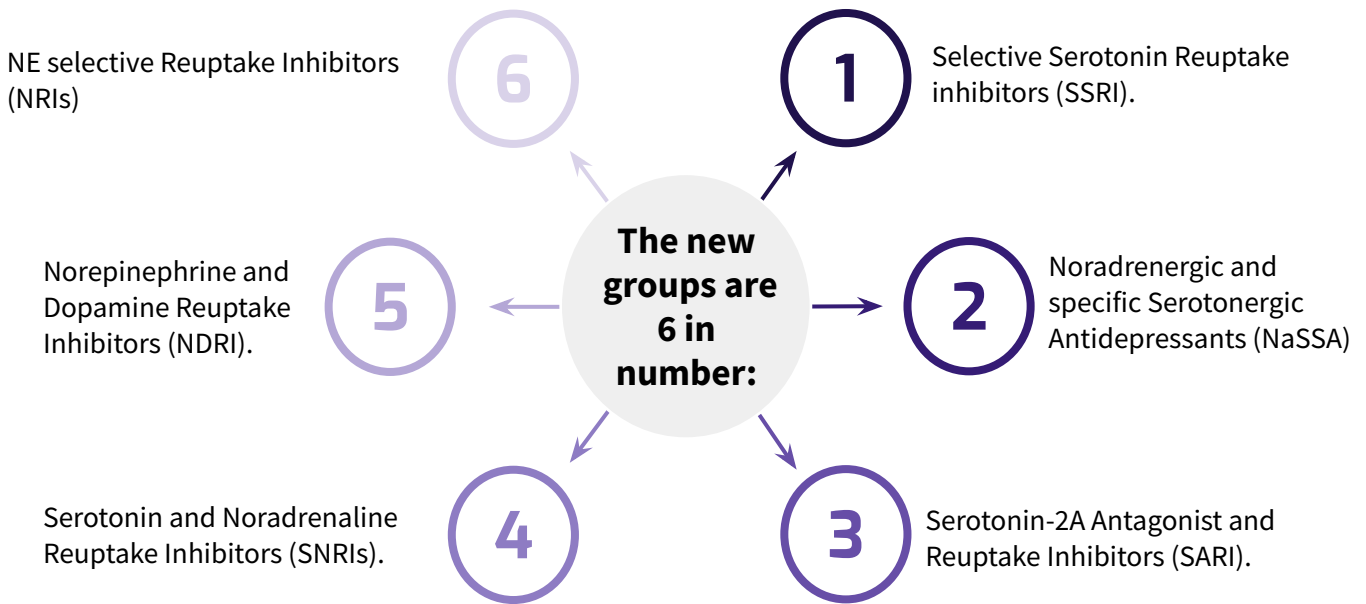 The new
groups are
6 in
number:
1
Selective Serotonin Reuptake
inhibitors (SSRI).
2
Noradrenergic and
specific Serotonergic
Antidepressants (NaSSA)
3
Serotonin-2A Antagonist and
Reuptake Inhibitors (SARI).
4
Serotonin and Noradrenaline
Reuptake Inhibitors (SNRIs).
5
Norepinephrine and
Dopamine Reuptake
Inhibitors (NDRI).
6
NE selective Reuptake Inhibitors
(NRIs)